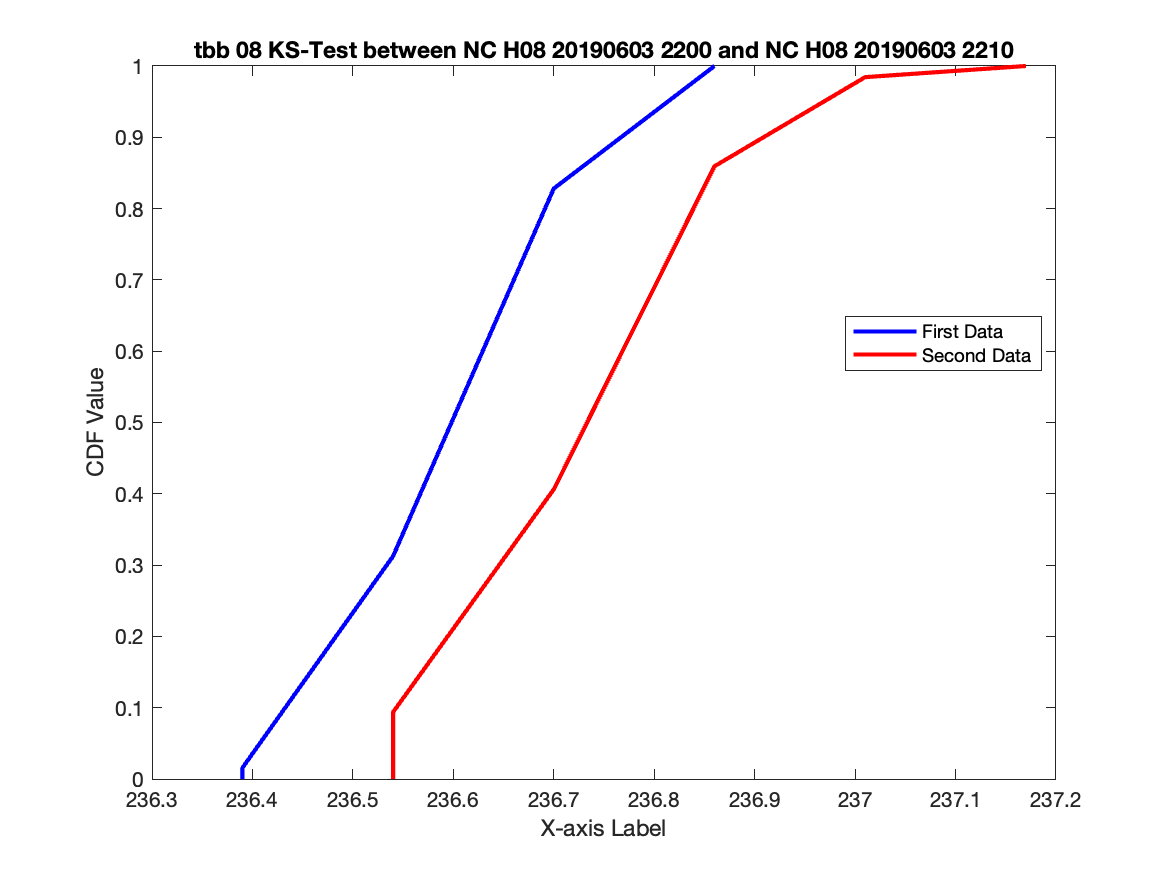 tbb 08 KS-Test between NC H08 20190603 2200 and NC H08 20190603 2210
1
0.9
0.8
0.7
0.6
0.5
0.4
0.3
0.2
0.1
0
CDF Value
First Data
Second Data
236.3 236.4 236.5 236.6 236.7 236.8 236.9 237 237.1 237.2
X-axis Label